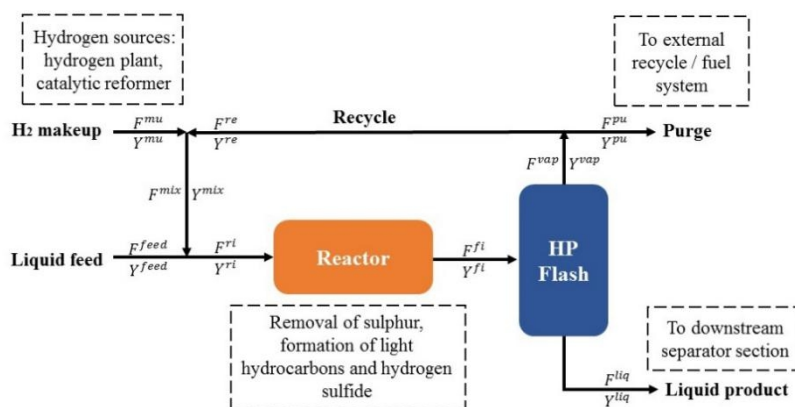 Hydrogen sources:
hydrogen plant,
catalytic reformer
To external
recycle / fuel
system
H₂ makeup
F^{mu}
Y^{mu}
F^{re}
Y^{re}
Recycle
F^{pu}
Y^{pu}
Purge
F^{vap} Y^{vap}
F^{mix} Y^{mix}
Liquid feed
F^{feed}
Y^{feed}
F^{ri}
Y^{ri}
Reactor
F^{fi}
Y^{fi}
HP
Flash
Removal of sulphur,
formation of light
hydrocarbons and hydrogen
sulfide
To downstream
separator section
F^{liq}
Y^{liq}
Liquid product